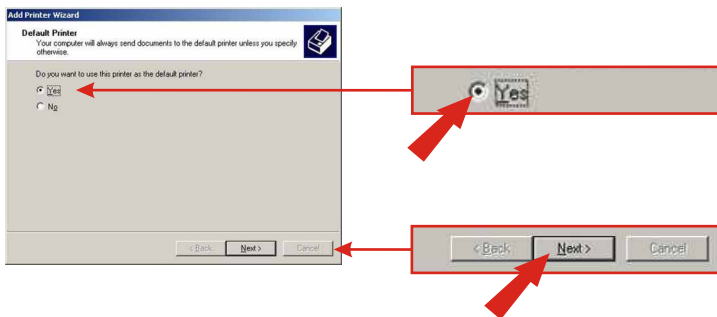 Add Printer Wizard
Default Printer
Your computer will always send documents to the default printer unless you specify
otherwise.
Do you want to use this printer as the default printer?
Yes
No
< Back
Next >
Cancel
Yes
< Back
Next >
Cancel